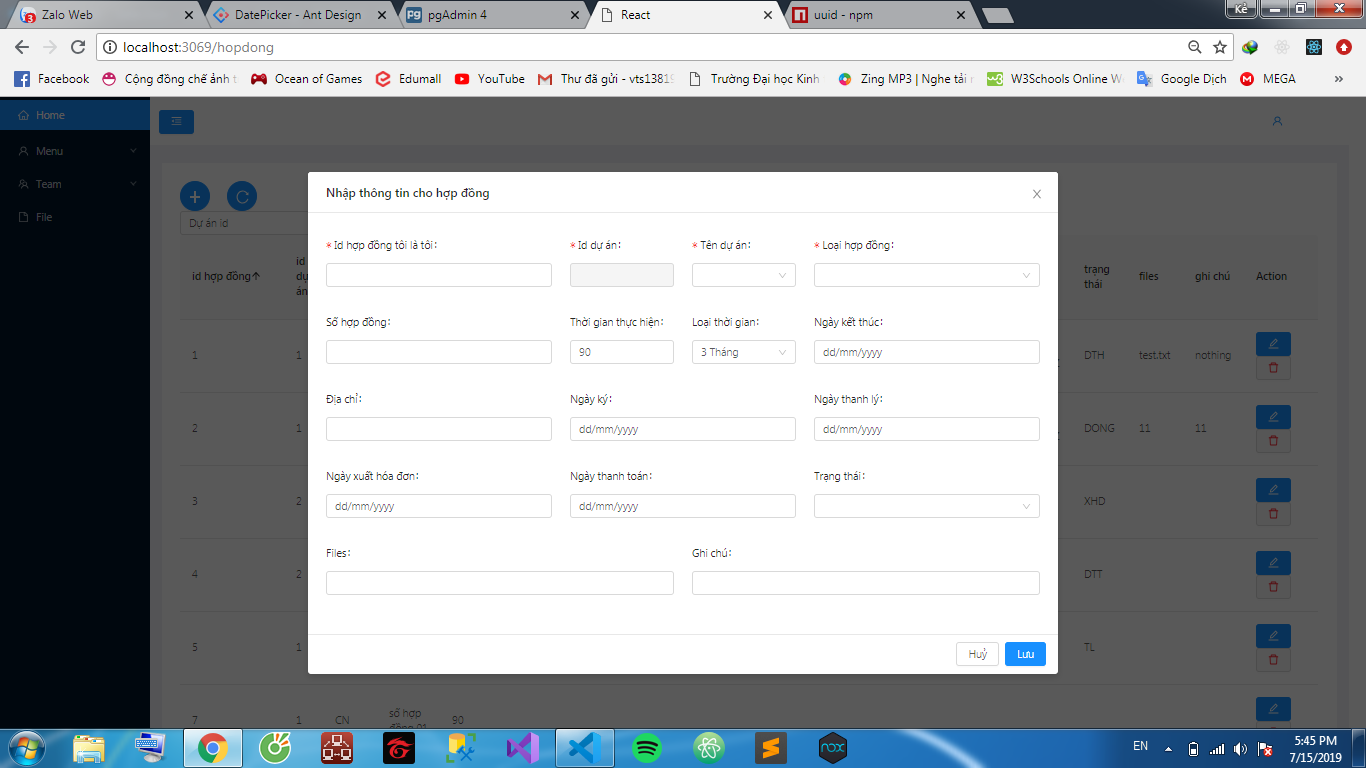 Zalo Web
DatePicker - Ant Design
pgAdmin 4
React
uuid - npm
Kẻ
localhost:3069/hopdong
Facebook
Cộng đồng chế ảnh
Ocean of Games
Edumall
YouTube
Thư đã gửi - vts1381
Trường Đại học Kinh
Zing MP3 | Nghe tải
W3Schools Online W
Google Dịch
MEGA
»
Home
Menu
Team
File
Dự án id
id hợp đồng
id dự án
trạng thái
files
ghi chú
Action
1 1 DTH test.txt nothing
2 1 DONG 11 11
3 2 XHD
4 2 DTT
5 1 TL
7 1 CN số hợp đồng 01 90
Nhập thông tin cho hợp đồng
* Id hợp đồng tôi là tôi:
* Id dự án:
* Tên dự án:
* Loại hợp đồng:
Số hợp đồng:
Thời gian thực hiện:
Loại thời gian:
Ngày kết thúc:
90
3 Tháng
dd/mm/yyyy
Địa chỉ:
Ngày ký:
Ngày thanh lý:
dd/mm/yyyy
dd/mm/yyyy
Ngày xuất hóa đơn:
Ngày thanh toán:
Trạng thái:
dd/mm/yyyy
dd/mm/yyyy
Files:
Ghi chú:
Huỷ
Lưu
EN
5:45 PM
7/15/2019